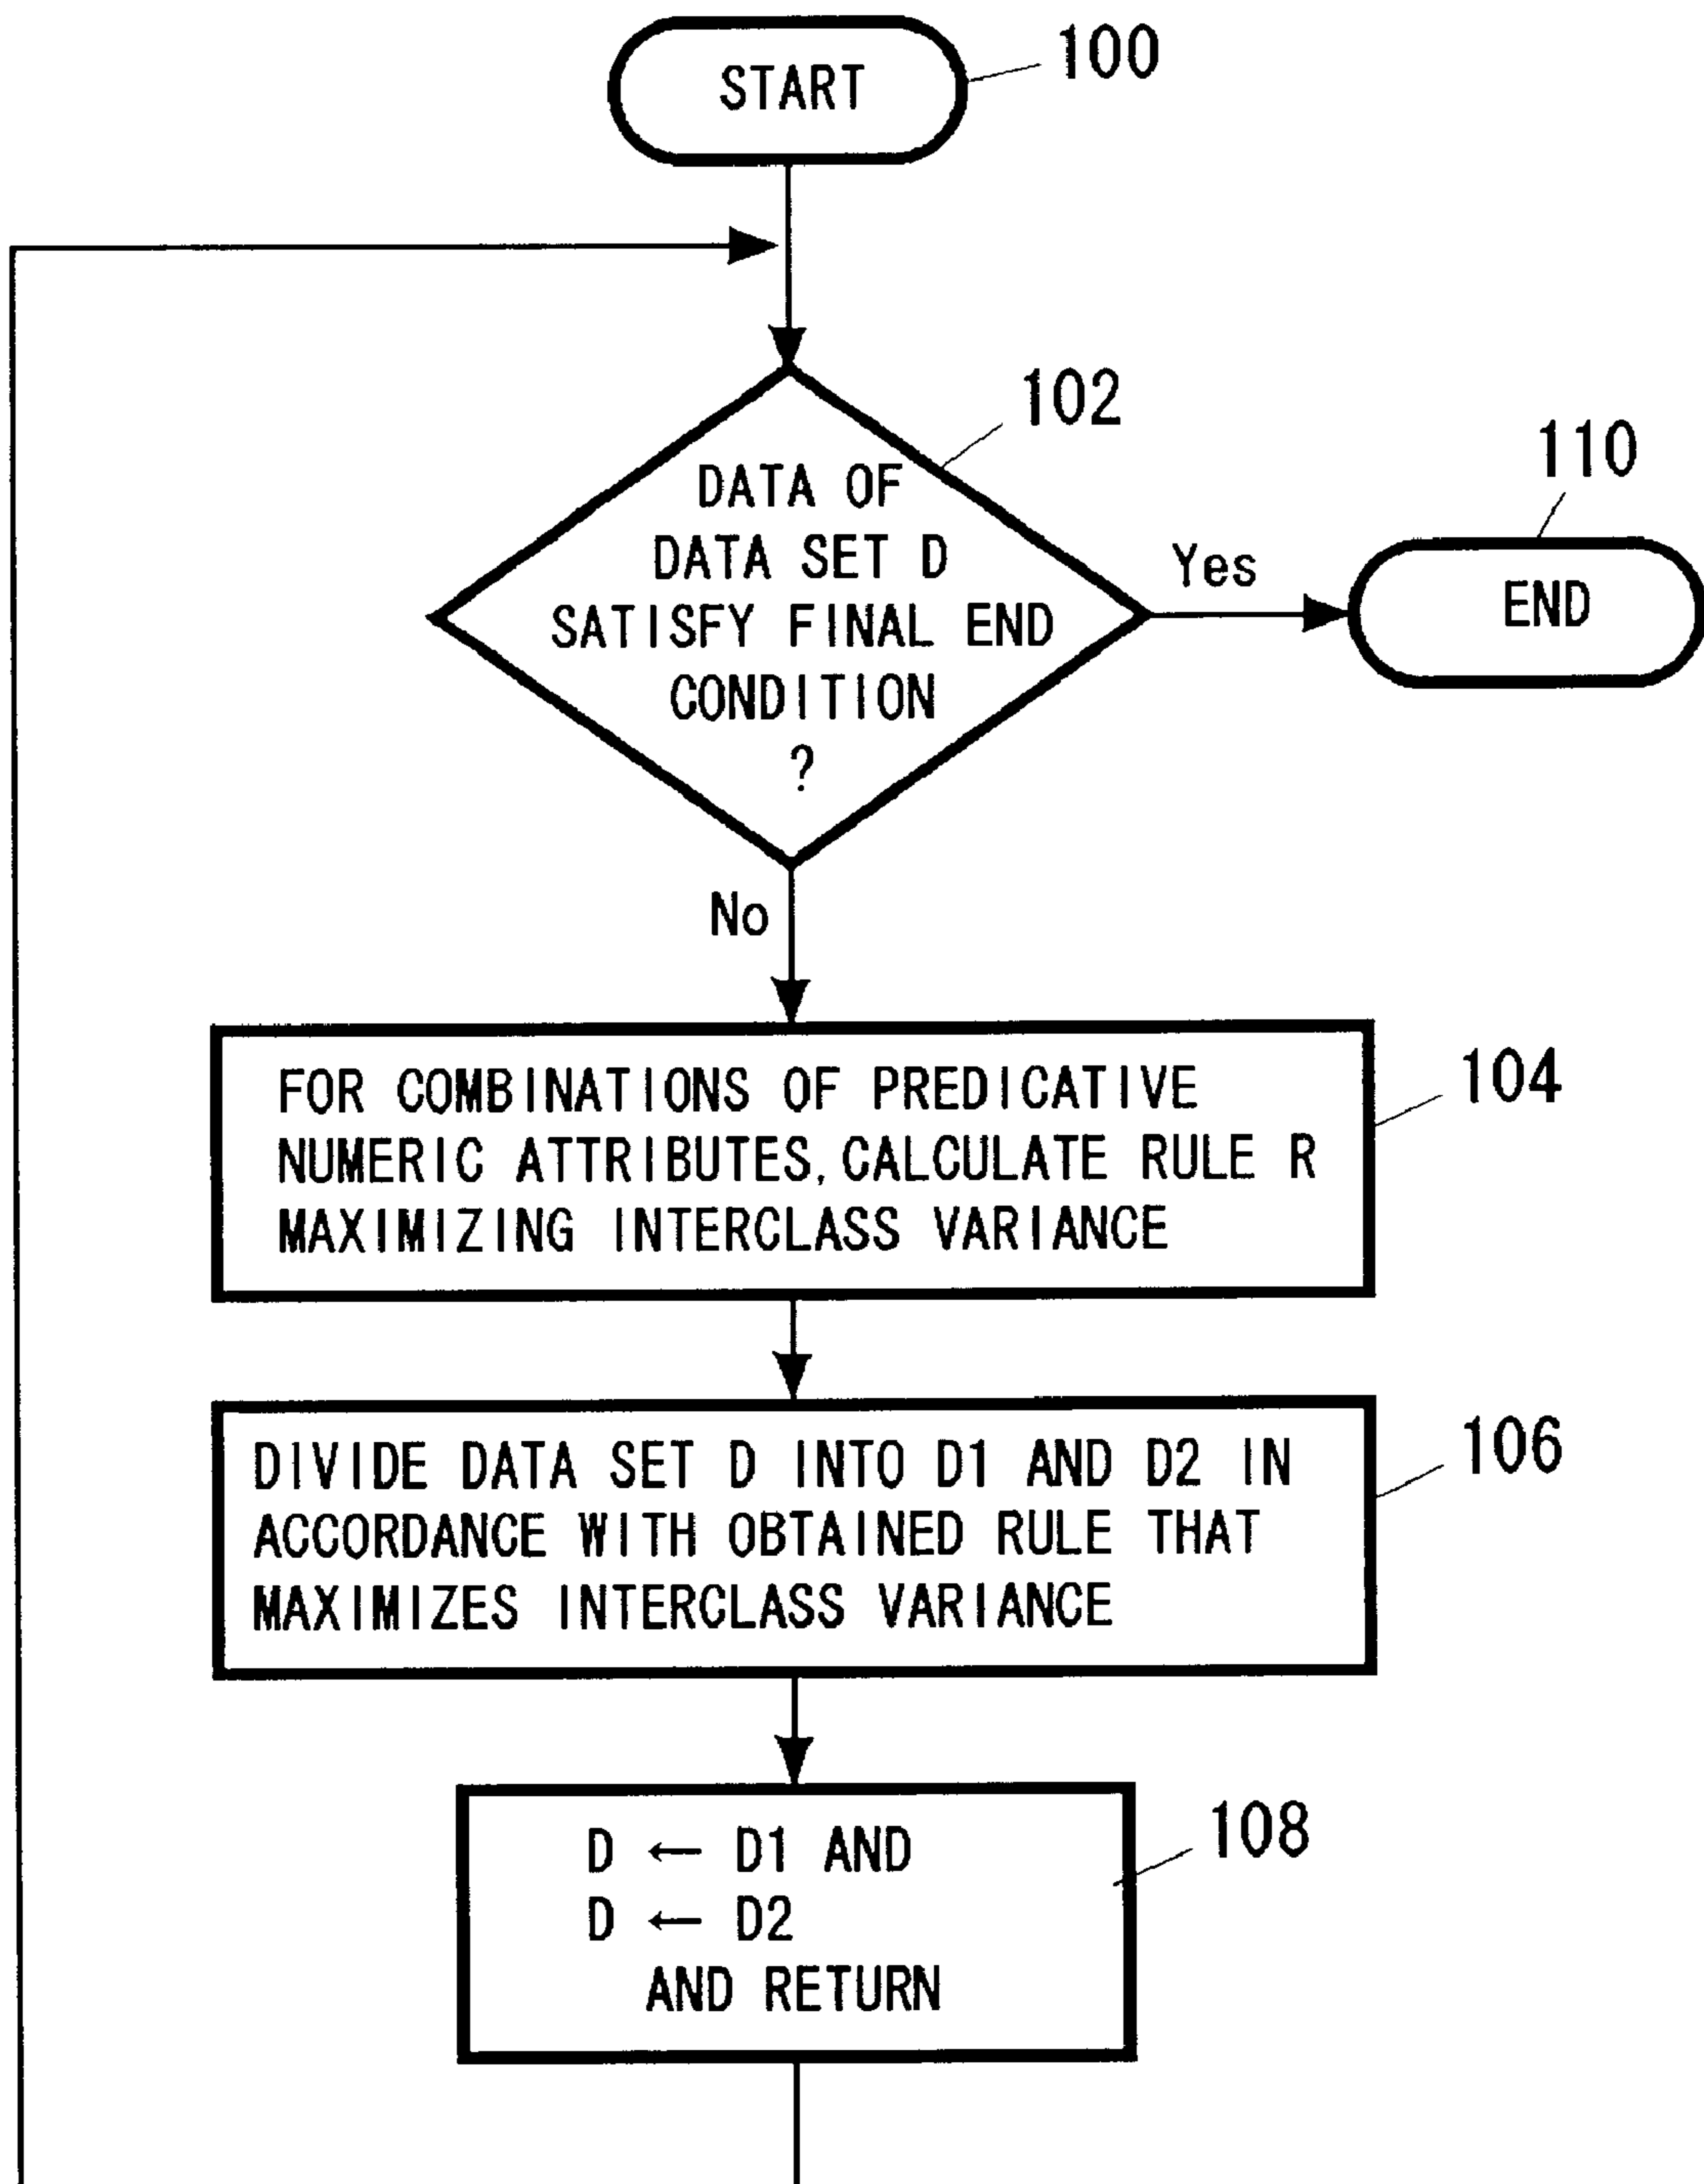 START
100
102
DATA OF
DATA SET D
SATISFY FINAL END
CONDITION
?
Yes
110
END
No
FOR COMBINATIONS OF PREDICATIVE
NUMERIC ATTRIBUTES, CALCULATE RULE R
MAXIMIZING INTERCLASS VARIANCE
104
DIVIDE DATA SET D INTO D1 AND D2 IN
ACCORDANCE WITH OBTAINED RULE THAT
MAXIMIZES INTERCLASS VARIANCE
106
D ← D1 AND
D ← D2
AND RETURN
108